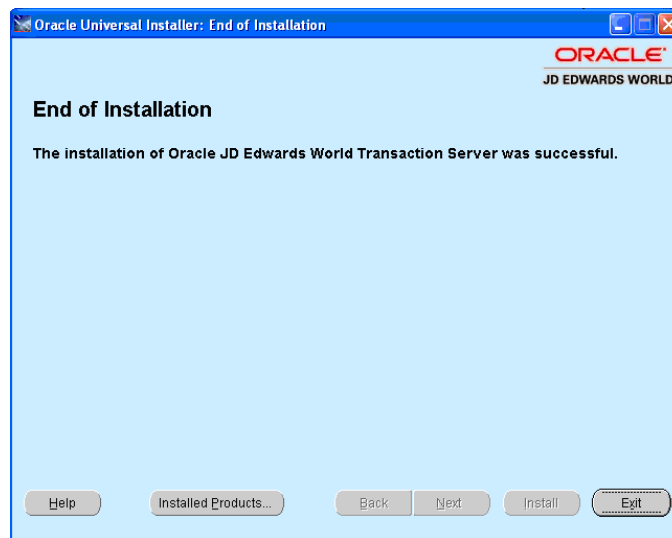 Oracle Universal Installer: End of Installation
ORACLE
JD EDWARDS WORLD
End of Installation
The installation of Oracle JD Edwards World Transaction Server was successful.
Help Installed Products... Back Next Install Exit